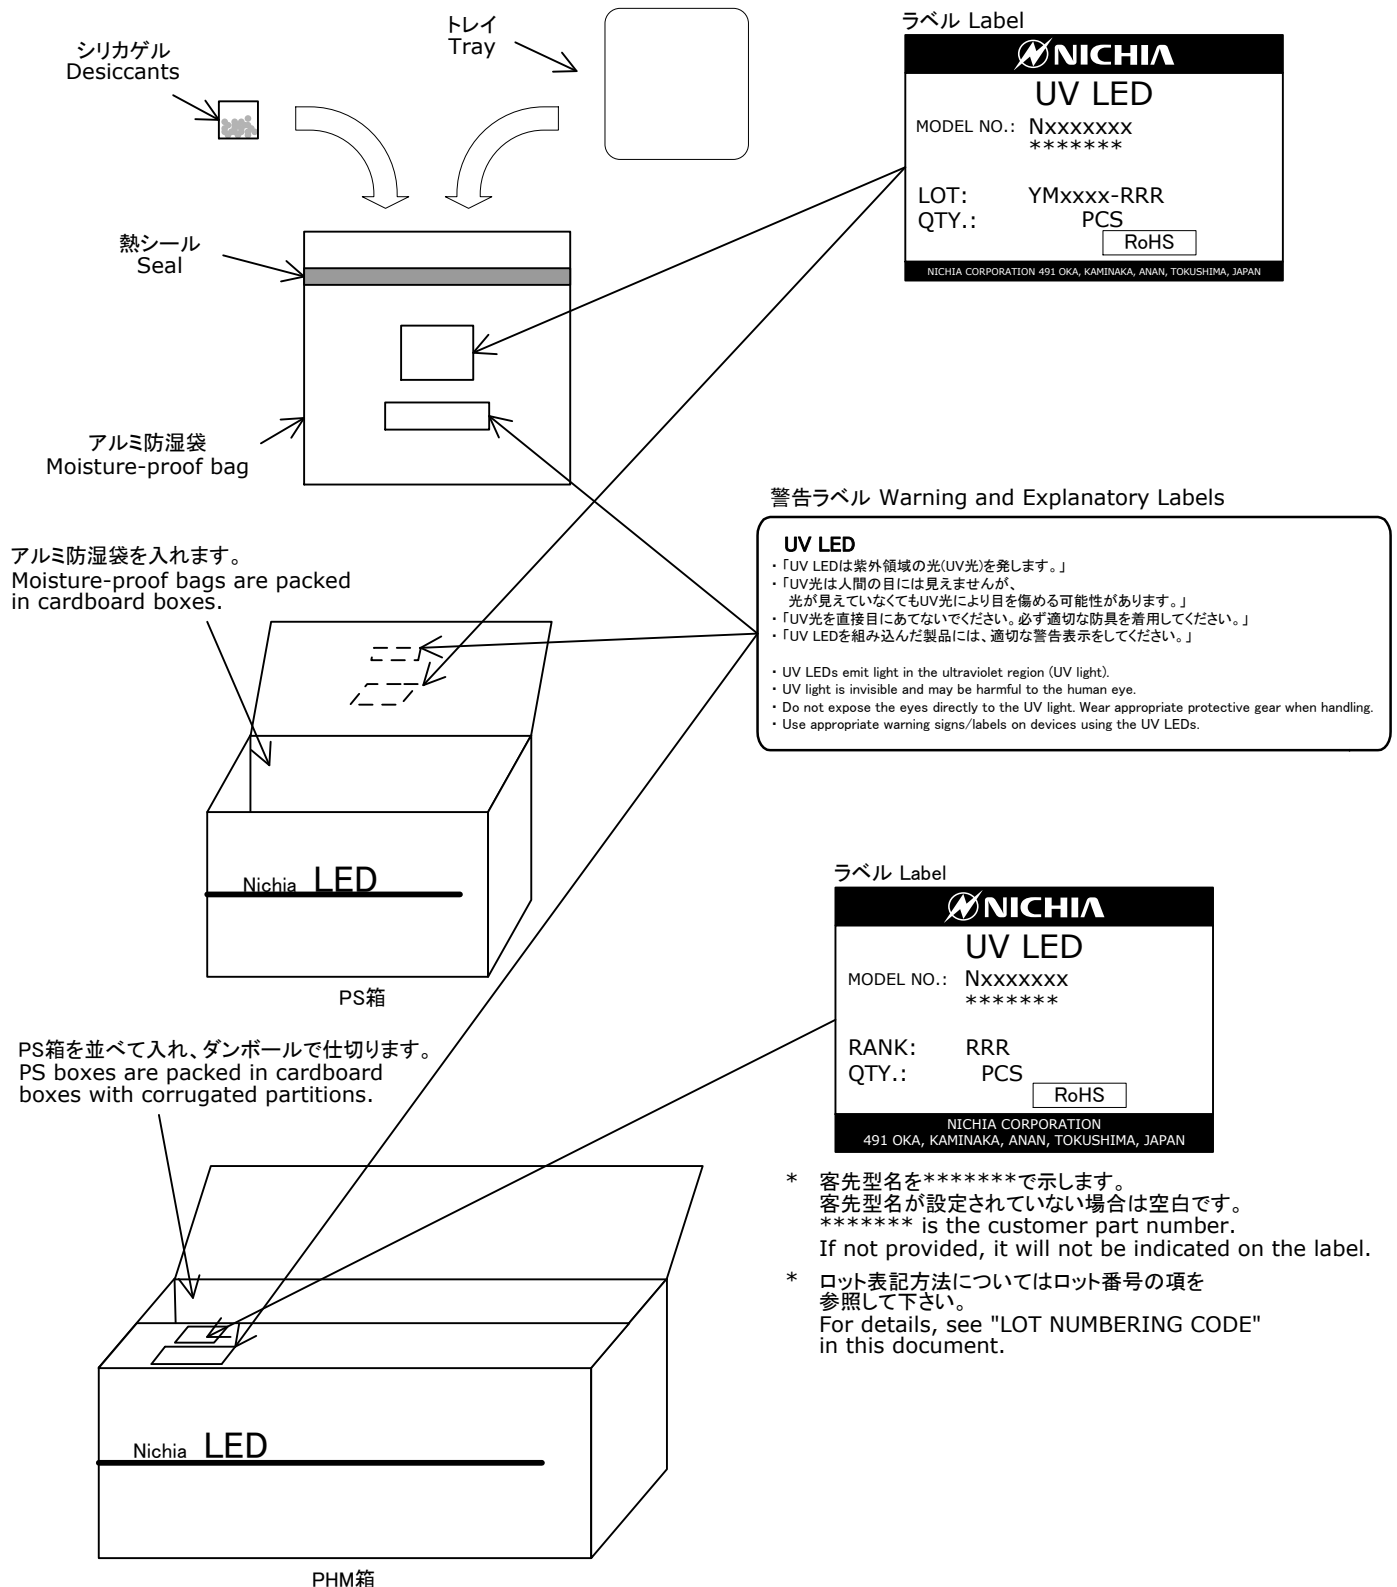 シリカゲル
Desiccants
トレイ
Tray
ラベル Label
NICHIA
UV LED
MODEL NO.: Nxxxxxxx
*******
LOT: YMxxxx-RRR
QTY.: PCS
RoHS
NICHIA CORPORATION 491 OKA, KAMINAKA, ANAN, TOKUSHIMA, JAPAN
熱シール
Seal
アルミ防湿袋
Moisture-proof bag
警告ラベル Warning and Explanatory Labels
UV LED
・「UV LEDは紫外領域の光(UV光)を発します。」
・「UV光は人間の目には見えませんが、
光が見えていなくてもUV光により目を傷める可能性があります。」
・「UV光を直接目にあてないでください。必ず適切な防具を着用してください。」
・「UV LEDを組み込んだ製品には、適切な警告表示をしてください。」
・UV LEDs emit light in the ultraviolet region (UV light).
・UV light is invisible and may be harmful to the human eye.
・Do not expose the eyes directly to the UV light. Wear appropriate protective gear when handling.
・Use appropriate warning signs/labels on devices using the UV LEDs.
アルミ防湿袋を入れます。
Moisture-proof bags are packed
in cardboard boxes.
Nichia LED
PS箱
ラベル Label
NICHIA
UV LED
MODEL NO.: Nxxxxxxx
*******
RANK: RRR
QTY.: PCS
RoHS
NICHIA CORPORATION
491 OKA, KAMINAKA, ANAN, TOKUSHIMA, JAPAN
PS箱を並べて入れ、ダンボールで仕切ります。
PS boxes are packed in cardboard
boxes with corrugated partitions.
* 客先型名を*******で示します。
客先型名が設定されていない場合は空白です。
******* is the customer part number.
If not provided, it will not be indicated on the label.
* ロット表記方法についてはロット番号の項を
参照して下さい。
For details, see "LOT NUMBERING CODE"
in this document.
Nichia LED
PHM箱